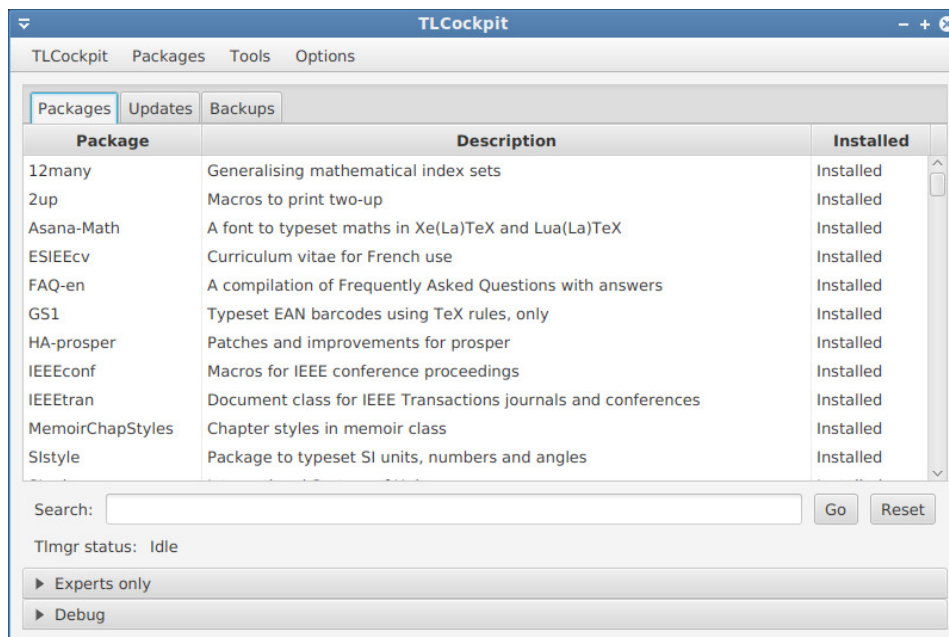 TLCockpit
TLCockpit Packages Tools Options
Packages Updates Backups
Package Description Installed
12many Generalising mathematical index sets Installed
2up Macros to print two-up Installed
Asana-Math A font to typeset maths in Xe(La)TeX and Lua(La)TeX Installed
ESIEEcv Curriculum vitae for French use Installed
FAQ-en A compilation of Frequently Asked Questions with answers Installed
GS1 Typeset EAN barcodes using TeX rules, only Installed
HA-prosper Patches and improvements for prosper Installed
IEEEconf Macros for IEEE conference proceedings Installed
IEEEtran Document class for IEEE Transactions journals and conferences Installed
MemoirChapStyles Chapter styles in memoir class Installed
SIstyle Package to typeset SI units, numbers and angles Installed
Search: Go Reset
Tlmgr status: Idle
Experts only
Debug